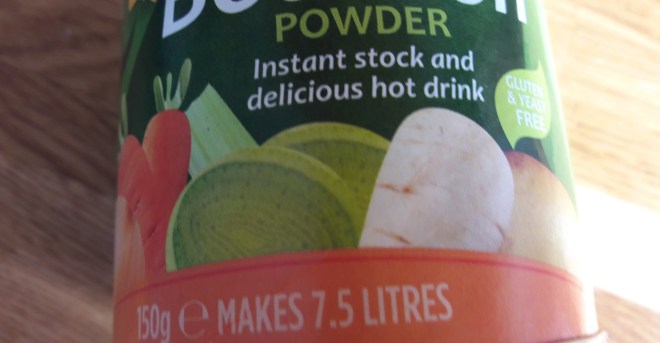 POWDER
Instant stock and
delicious hot drink
GLUTEN
& YEAST
FREE
150g ℮ MAKES 7.5 LITRES